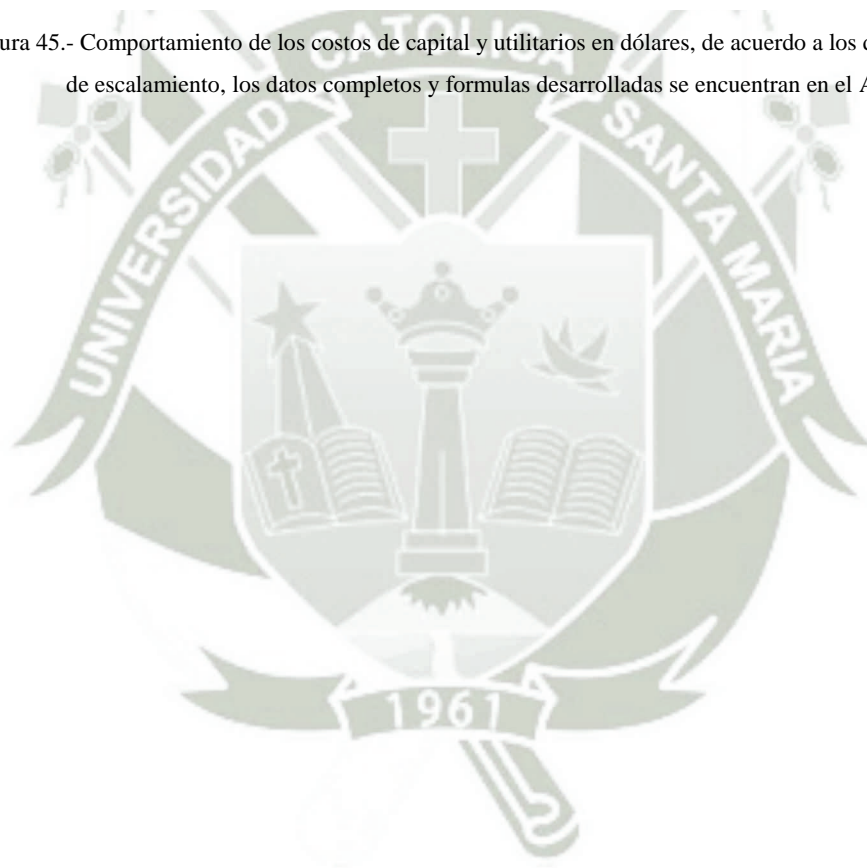 ura 45.- Comportamiento de los costos de capital y utilitarios en dólares, de acuerdo a los
de escalamiento, los datos completos y formulas desarrolladas se encuentran en el A
UNIVERSIDAD CATOLICA SANTA MARIA
1961